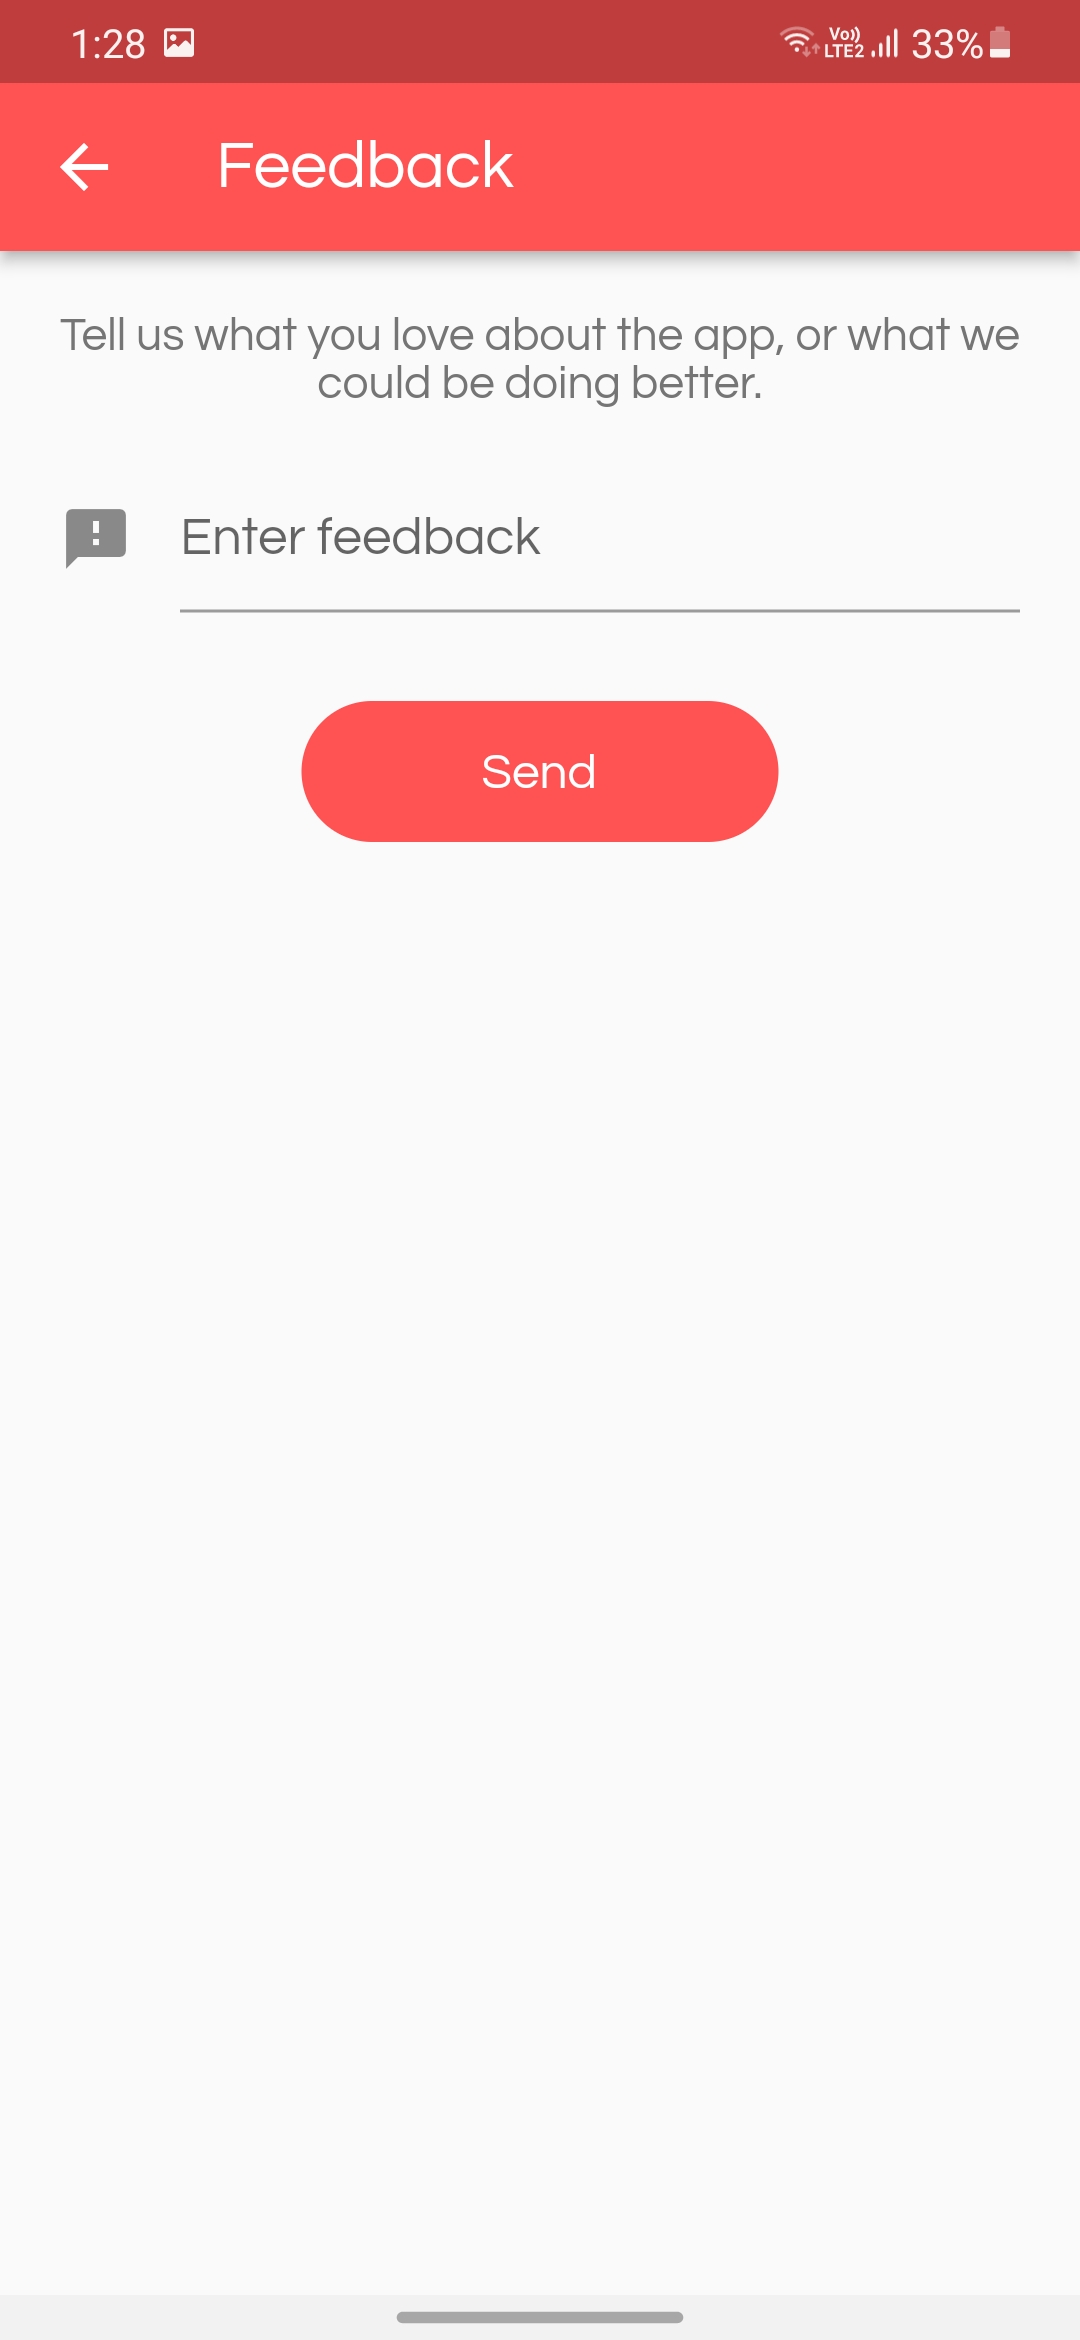 1:28 Vo)) LTE2 33%
Feedback
Tell us what you love about the app, or what we
could be doing better.
Enter feedback
Send